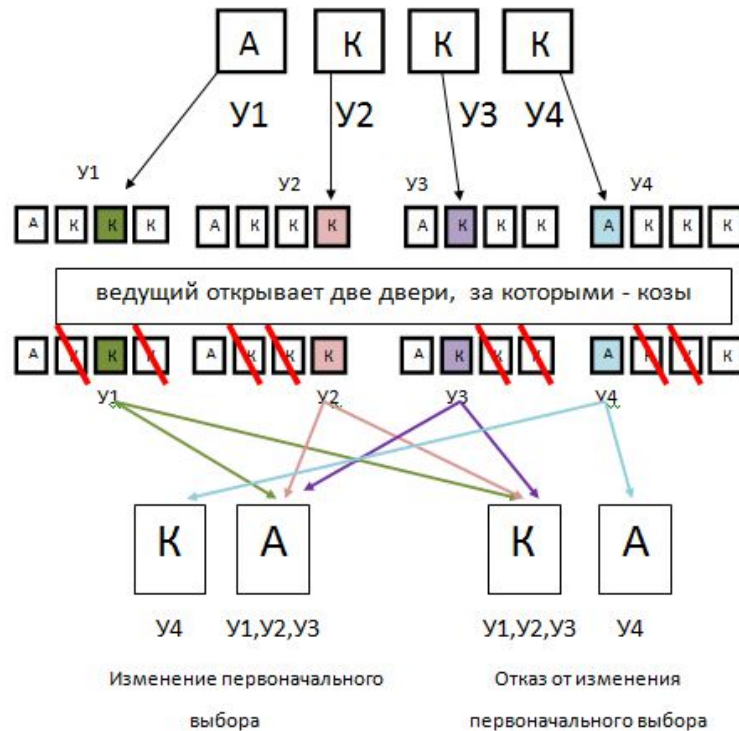 А К К К
У1 У2 У3 У4
У1 У2 У3 У4
А К К К А К К К А К К К А К К К
ведущий открывает две двери, за которыми - козы
А К К К А К К К А К К К А К К К
У1 У2 У3 У4
К А К А
У4 У1,У2,У3 У1,У2,У3 У4
Изменение первоначального Отказ от изменения
выбора первоначального выбора